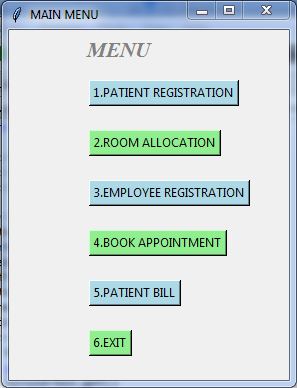 MAIN MENU
MENU
1.PATIENT REGISTRATION
2.ROOM ALLOCATION
3.EMPLOYEE REGISTRATION
4.BOOK APPOINTMENT
5.PATIENT BILL
6.EXIT